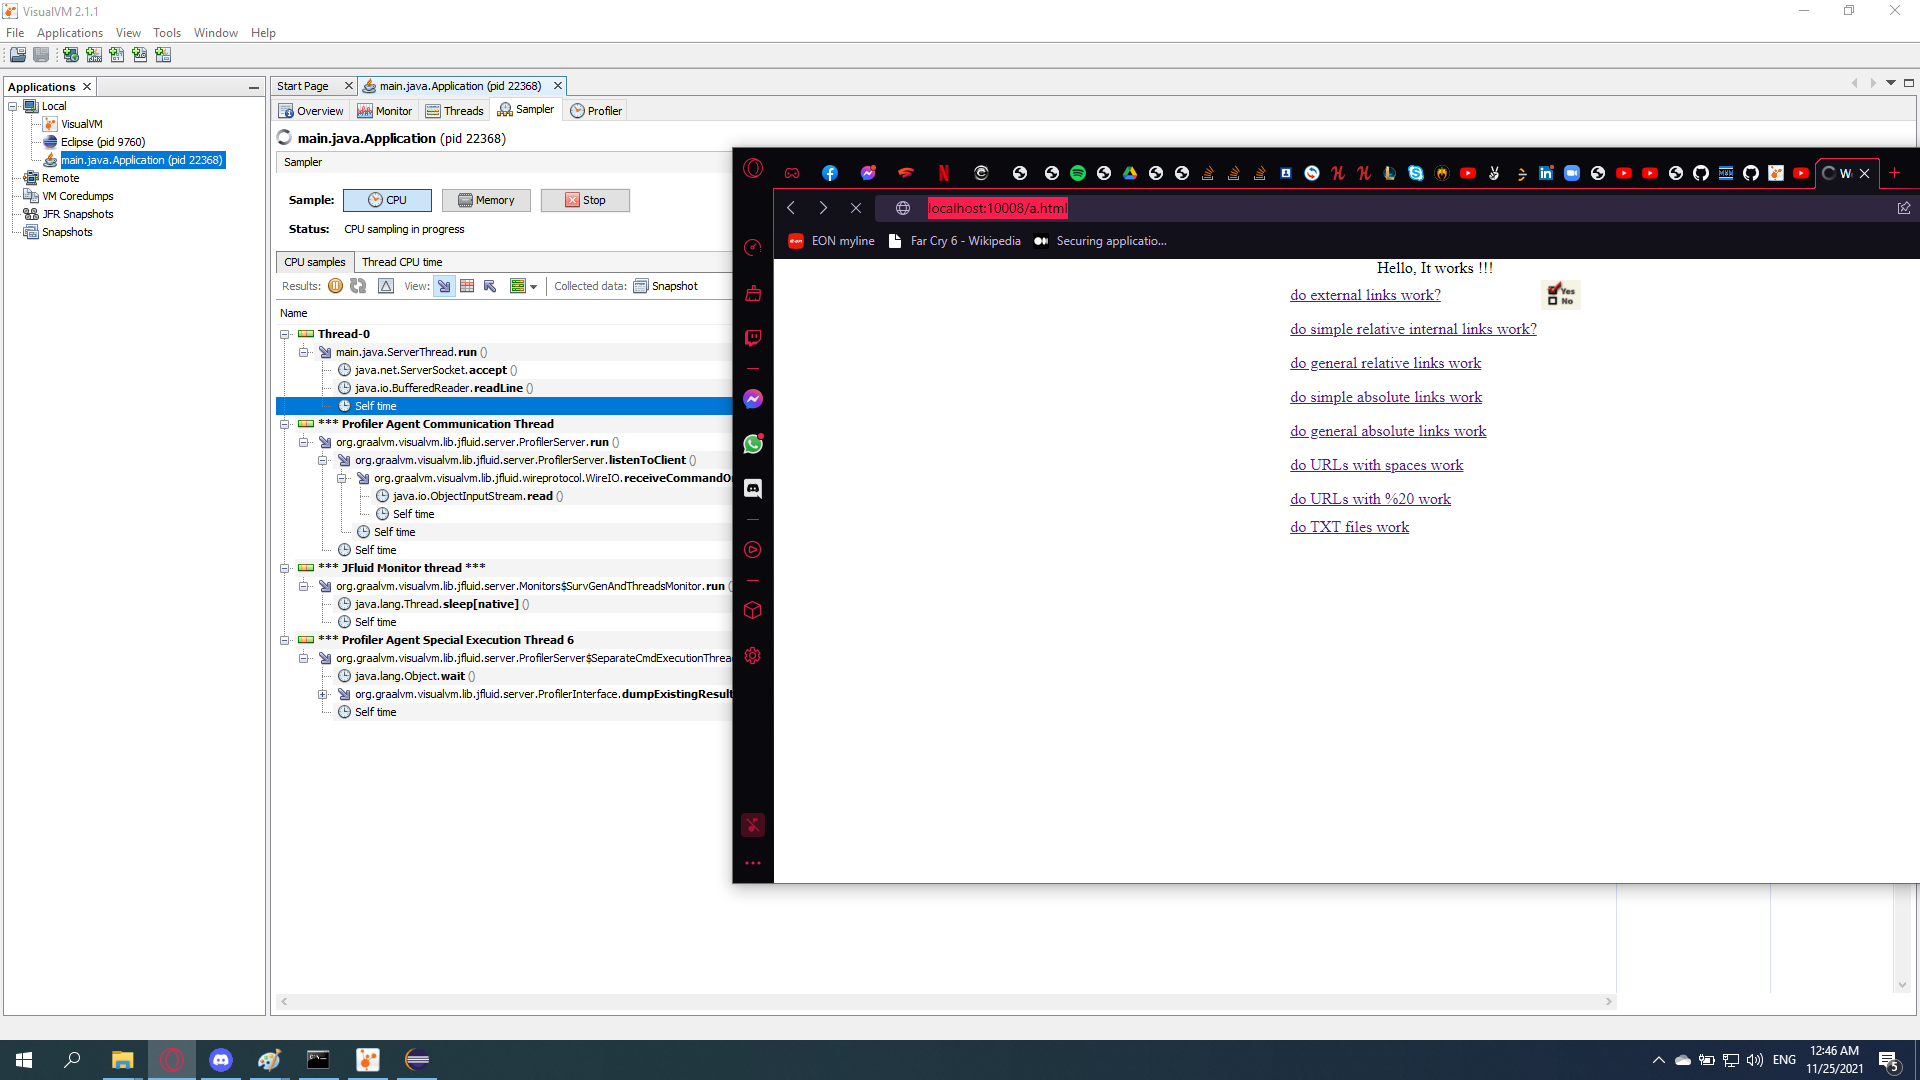 VisualVM 2.1.1
File Applications View Tools Window Help
Applications
Start Page
main.java.Application (pid 22368)
Local
VisualVM
Eclipse (pid 9760)
main.java.Application (pid 22368)
Remote
VM Coredumps
JFR Snapshots
Snapshots
Overview Monitor Threads Sampler Profiler
main.java.Application (pid 22368)
Sampler
Sample: CPU Memory Stop
Status: CPU sampling in progress
CPU samples Thread CPU time
Results: View: Collected data: Snapshot
Name
Thread-0
main.java.ServerThread.run ()
java.net.ServerSocket.accept ()
java.io.BufferedReader.readLine ()
Self time
*** Profiler Agent Communication Thread
org.graalvm.visualvm.lib.jfluid.server.ProfilerServer.run ()
org.graalvm.visualvm.lib.jfluid.server.ProfilerServer.listenToClient ()
org.graalvm.visualvm.lib.jfluid.wireprotocol.WireIO.receiveCommandO
java.io.ObjectInputStream.read ()
Self time
Self time
Self time
*** JFluid Monitor thread ***
org.graalvm.visualvm.lib.jfluid.server.Monitors$SurvGenAndThreadsMonitor.run (
java.lang.Thread.sleep[native] ()
Self time
*** Profiler Agent Special Execution Thread 6
org.graalvm.visualvm.lib.jfluid.server.ProfilerServer$SeparateCmdExecutionThrea
java.lang.Object.wait ()
org.graalvm.visualvm.lib.jfluid.server.ProfilerInterface.dumpExistingResult
Self time
W
localhost:10008/a.html
EON myline Far Cry 6 - Wikipedia Securing applicatio...
Hello, It works !!!
do external links work?
Yes
No
do simple relative internal links work?
do general relative links work
do simple absolute links work
do general absolute links work
do URLs with spaces work
do URLs with %20 work
do TXT files work
ENG
12:46 AM
11/25/2021
5